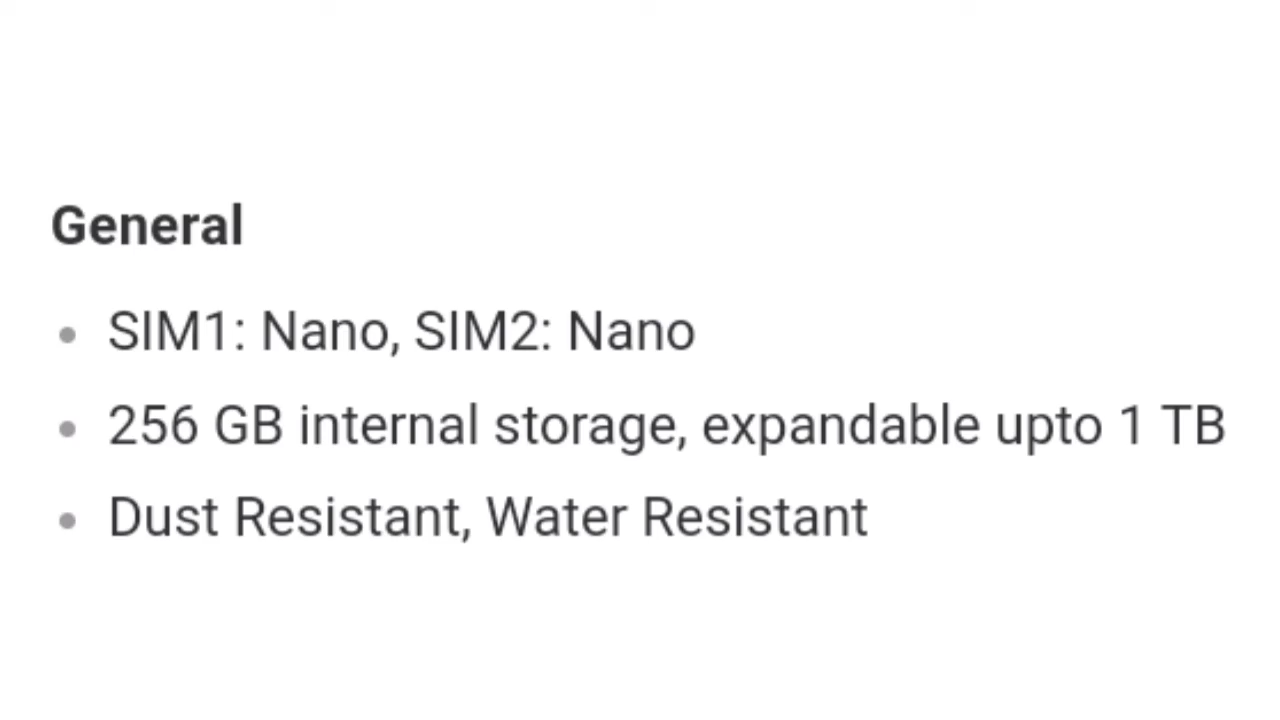 General
SIM1: Nano, SIM2: Nano
256 GB internal storage, expandable upto 1 TB
Dust Resistant, Water Resistant